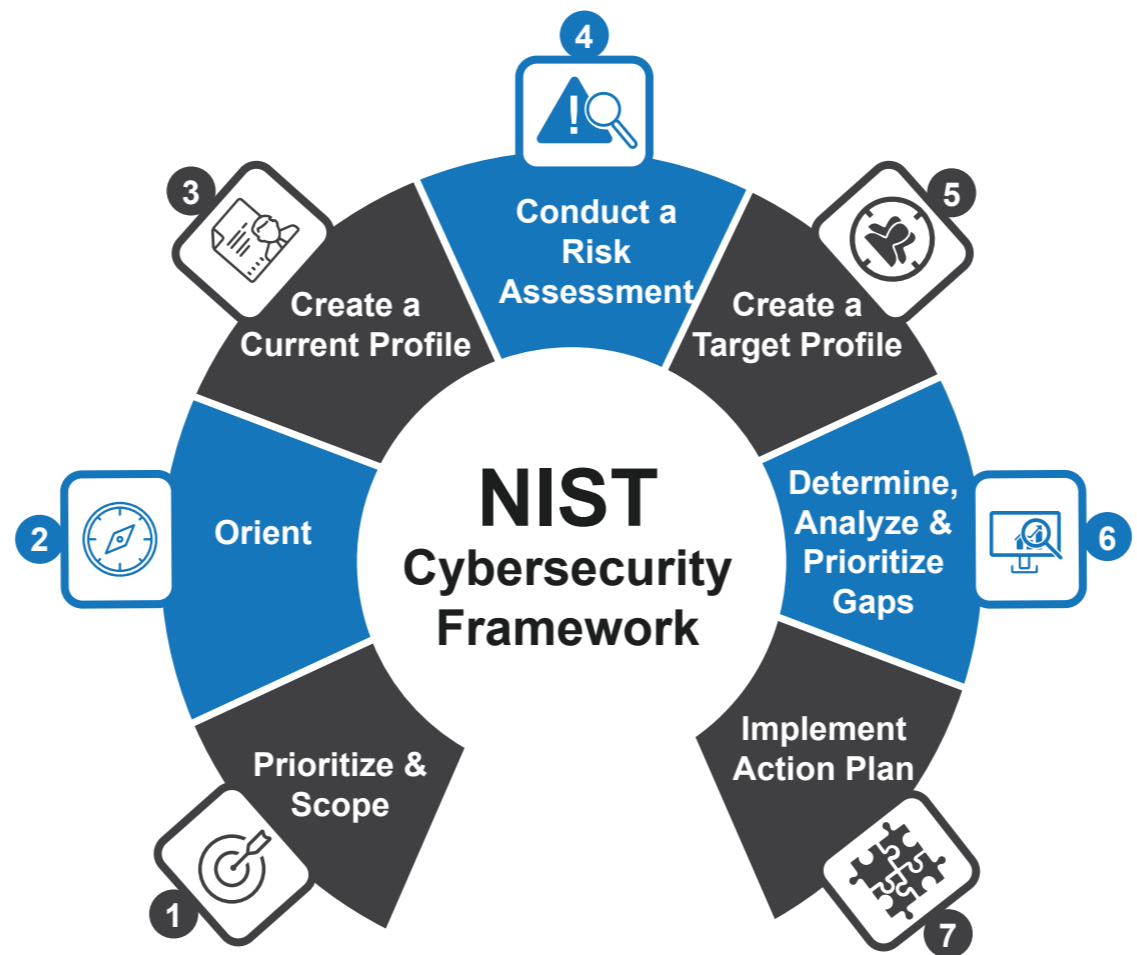 NIST
Cybersecurity
Framework
1
Prioritize &
Scope
2
Orient
3
Create a
Current Profile
4
Conduct a
Risk
Assessment
5
Create a
Target Profile
6
Determine,
Analyze &
Prioritize
Gaps
7
Implement
Action Plan